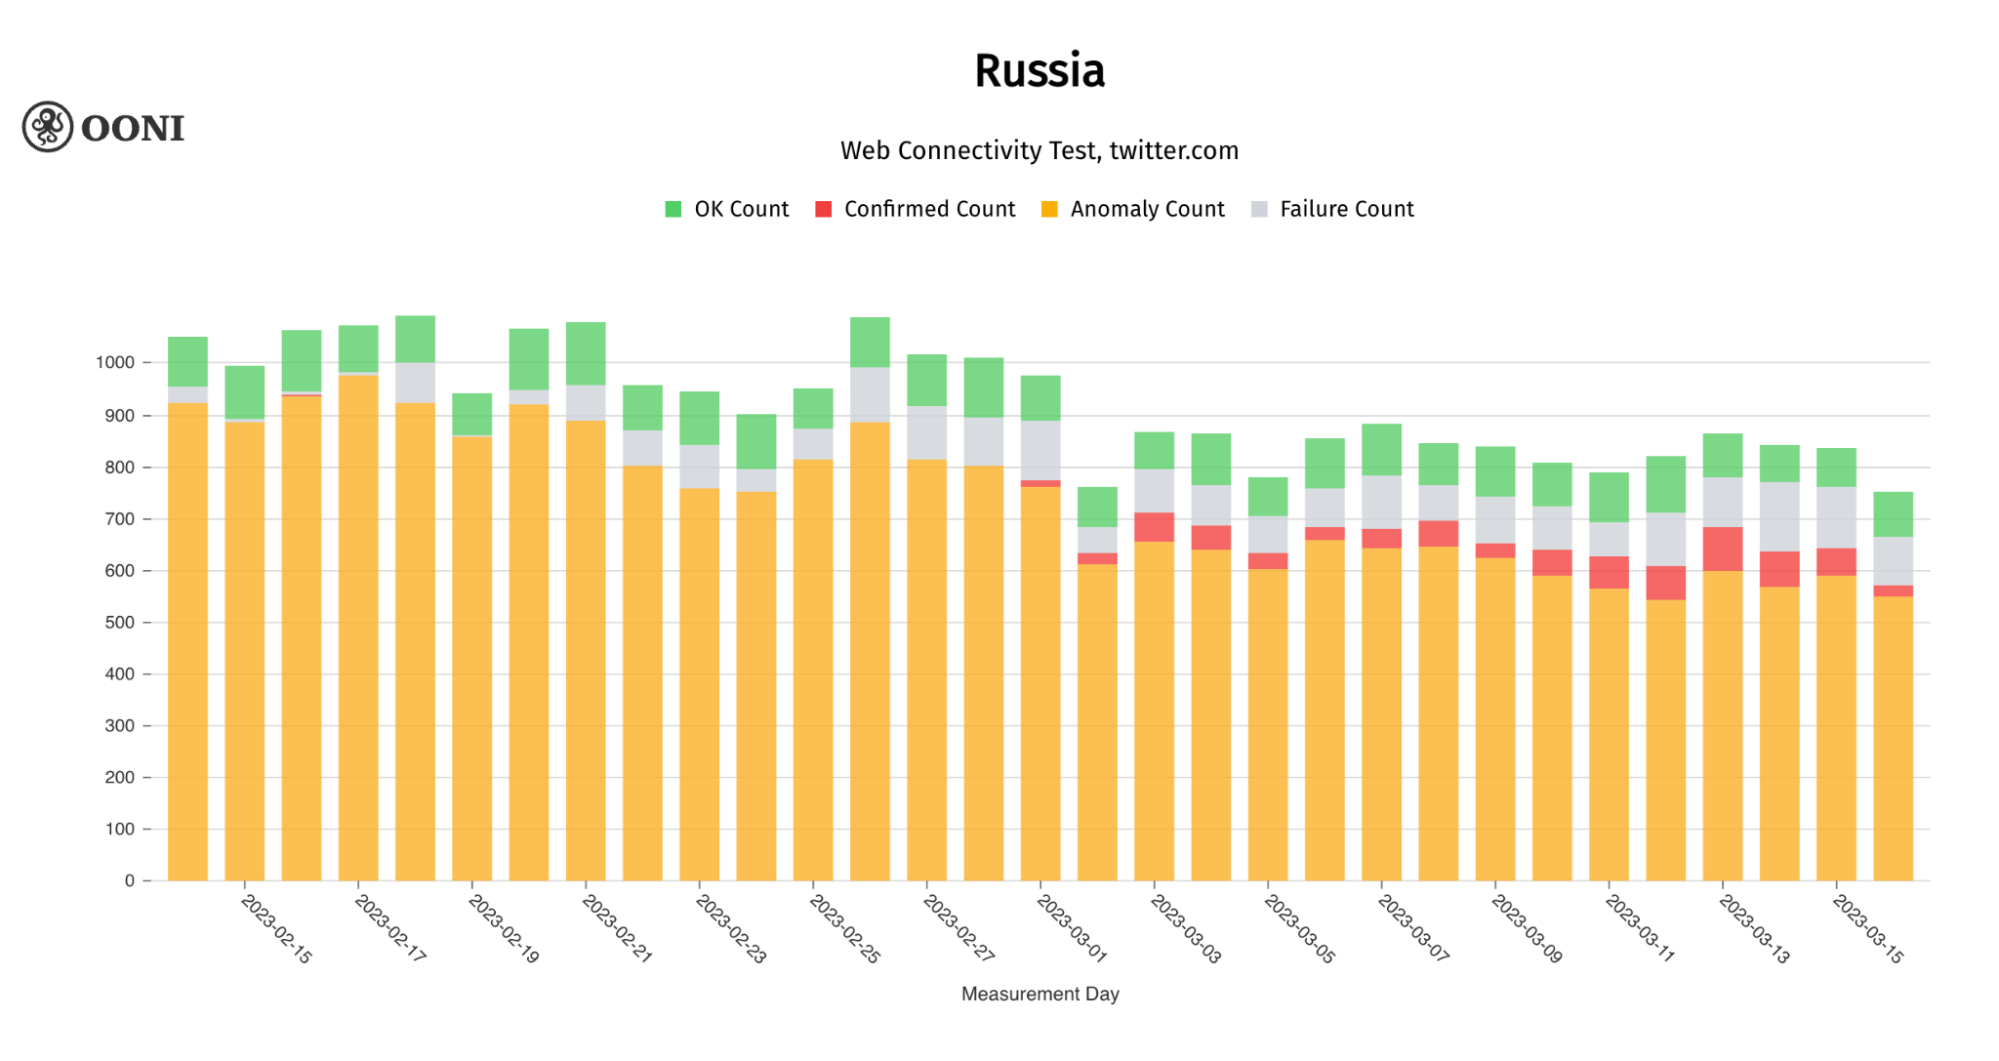 Russia
OONI
Web Connectivity Test, twitter.com
OK Count Confirmed Count Anomaly Count Failure Count
1000
900
800
700
600
500
400
300
200
100
0
2023-02-15 2023-02-17 2023-02-19 2023-02-21 2023-02-23 2023-02-25 2023-02-27 2023-03-01 2023-03-03 2023-03-05 2023-03-07 2023-03-09 2023-03-11 2023-03-13 2023-03-15
Measurement Day